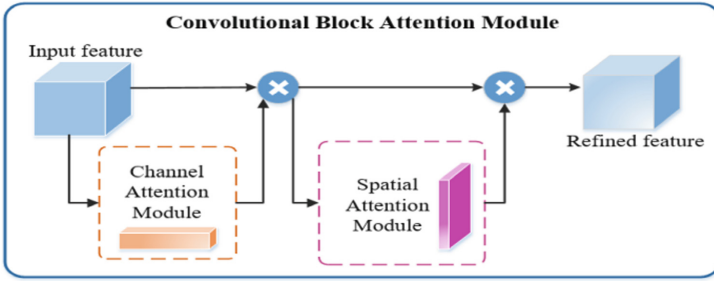 Convolutional Block Attention Module
Input feature
Channel
Attention
Module
Spatial
Attention
Module
Refined feature